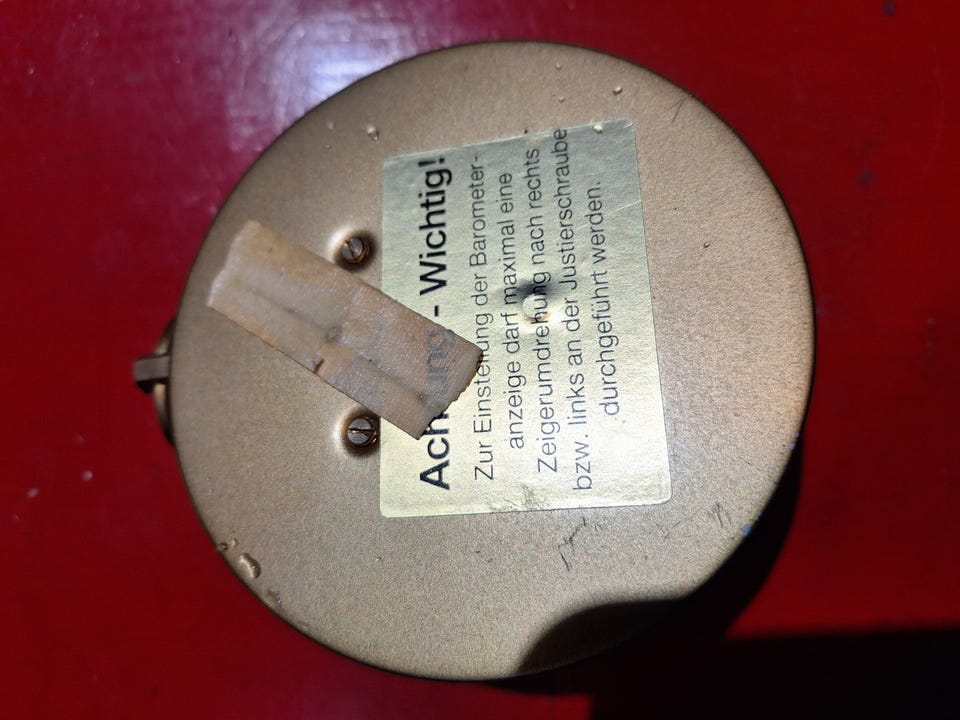 Achtung - Wichtig!
Zur Einstellung der Barometer-
anzeige darf maximal eine
Zeigerumdrehung nach rechts
bzw. links an der Justierschraube
durchgeführt werden.